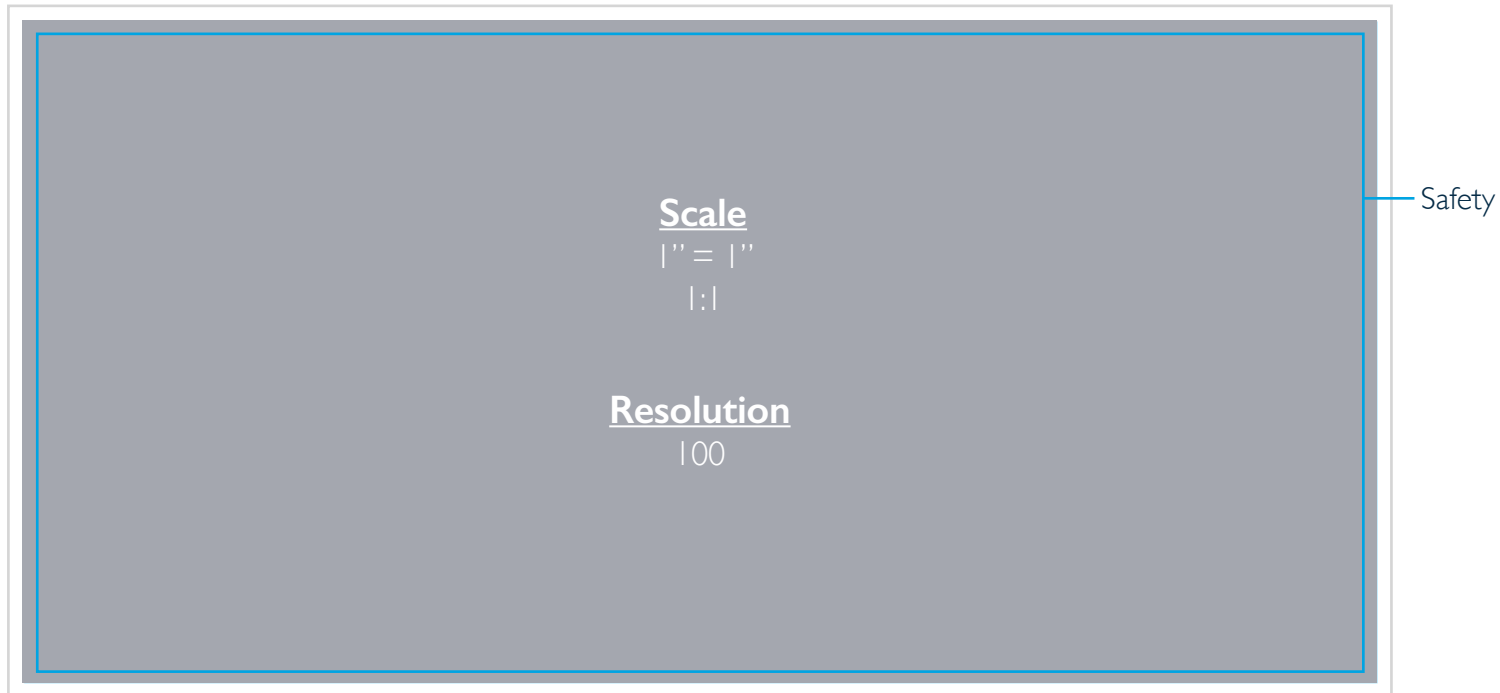 Scale
1’’ = 1’’
1:1
Resolution
100
Safety